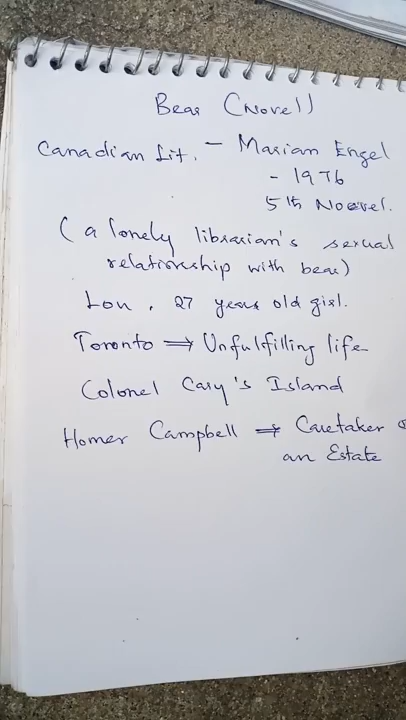 Bear (Novel)
Canadian Lit. - Marian Engel
- 1976
5th Noovel.
(a lonely librarian's sexual
relationship with bear)
Lou, 27 years old girl.
Toronto ⇒ Unfulfilling life
Colonel Cary's Island
Homer Campbell ⇒ Caretaker
an Estate